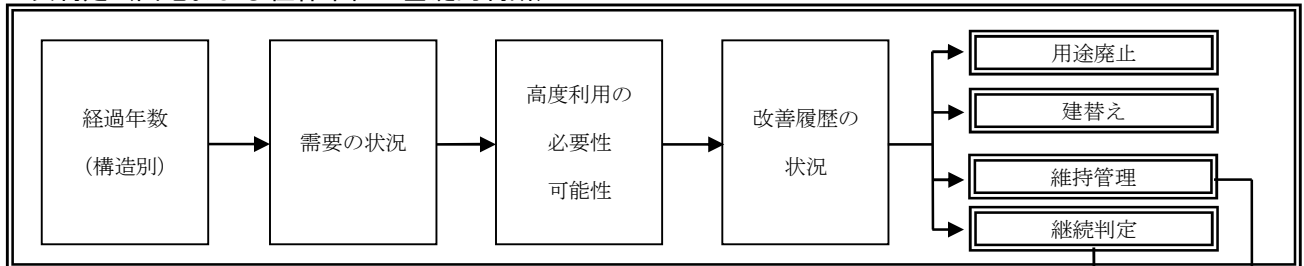 経過年数
（構造別）
需要の状況
高度利用の
必要性
可能性
改善履歴の
状況
用途廃止
建替え
維持管理
継続判定